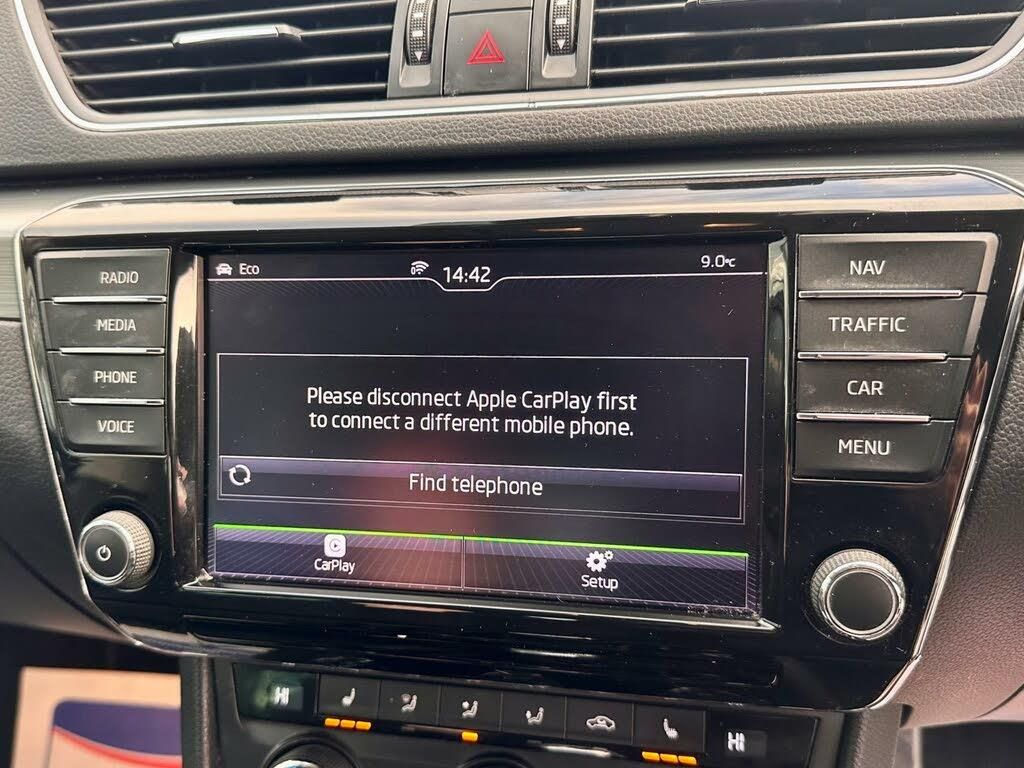 RADIO
MEDIA
PHONE
VOICE
Eco
14:42
9.0°C
Please disconnect Apple CarPlay first
to connect a different mobile phone.
Find telephone
CarPlay
Setup
NAV
TRAFFIC
CAR
MENU
HI
HI